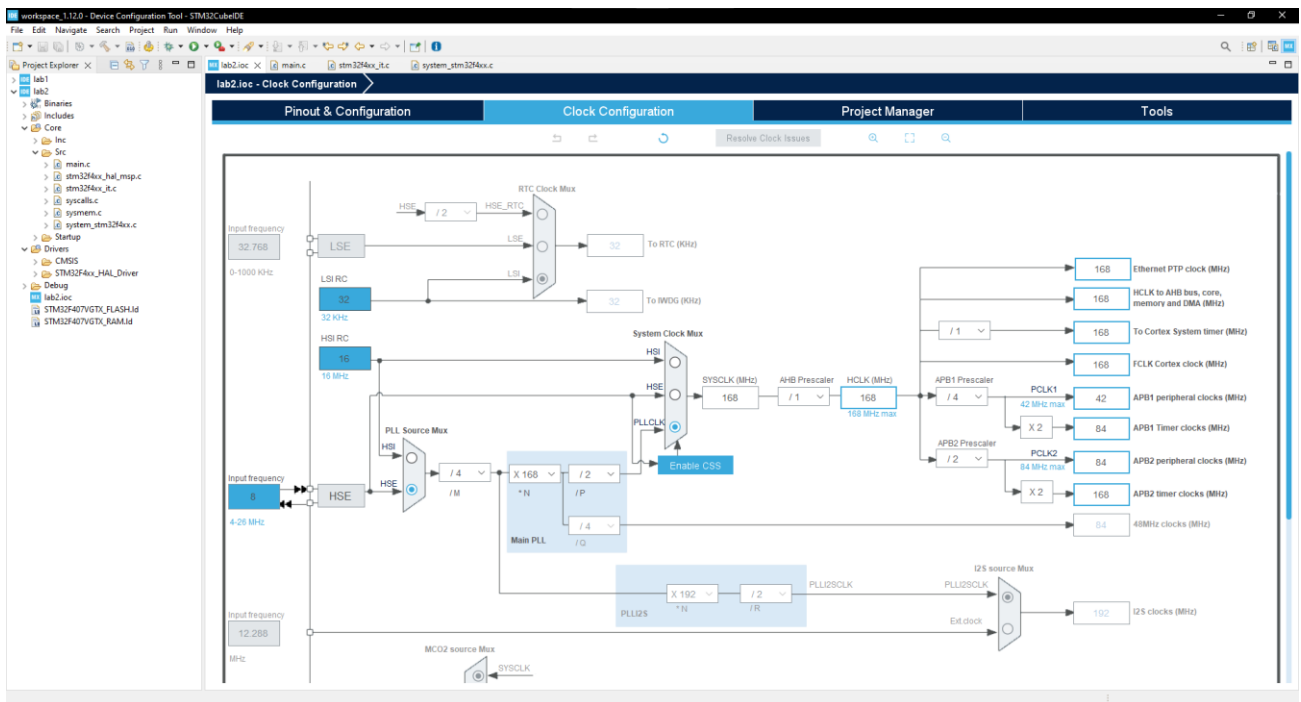 workspace_1.12.0 - Device Configuration Tool - STM32CubeIDE
File Edit Navigate Search Project Run Window Help
Project Explorer
lab2.ioc main.c stm32f4xx_it.c system_stm32f4xx.c
lab1
lab2
Binaries
Includes
Core
Inc
Src
main.c
stm32f4xx_hal_msp.c
stm32f4xx_it.c
syscalls.c
sysmem.c
system_stm32f4xx.c
Startup
Drivers
CMSIS
STM32F4xx_HAL_Driver
Debug
lab2.ioc
STM32F407VGTX_FLASH.ld
STM32F407VGTX_RAM.ld
lab2.ioc - Clock Configuration
Pinout & Configuration Clock Configuration Project Manager Tools
Resolve Clock Issues
RTC Clock Mux
HSE / 2 HSE_RTC
Input frequency
32.768 LSE LSE 32 To RTC (KHz)
0-1000 KHz
LSI RC LSI
32 32 To IWDG (KHz)
32 KHz
HSI RC
16
16 MHz
System Clock Mux
HSI
HSE
PLLCLK
Enable CSS
SYSCLK (MHz) AHB Prescaler HCLK (MHz)
168 / 1 168
168 MHz max
168 Ethernet PTP clock (MHz)
168 HCLK to AHB bus, core,
memory and DMA (MHz)
/ 1 168 To Cortex System timer (MHz)
168 FCLK Cortex clock (MHz)
APB1 Prescaler
/ 4 PCLK1 42 APB1 peripheral clocks (MHz)
42 MHz max
X 2 84 APB1 Timer clocks (MHz)
APB2 Prescaler
/ 2 PCLK2 84 APB2 peripheral clocks (MHz)
84 MHz max
X 2 168 APB2 timer clocks (MHz)
84 48MHz clocks (MHz)
PLL Source Mux
HSI
HSE
Input frequency
8 HSE
4-26 MHz
/ 4
/ M
X 168 / 2
* N / P
/ 4
Main PLL / Q
X 192 / 2 PLLI2SCLK
PLLI2S * N / R
I2S source Mux
PLLI2SCLK
Ext.clock
192 I2S clocks (MHz)
Input frequency
12.288
MHz
MCO2 source Mux
SYSCLK